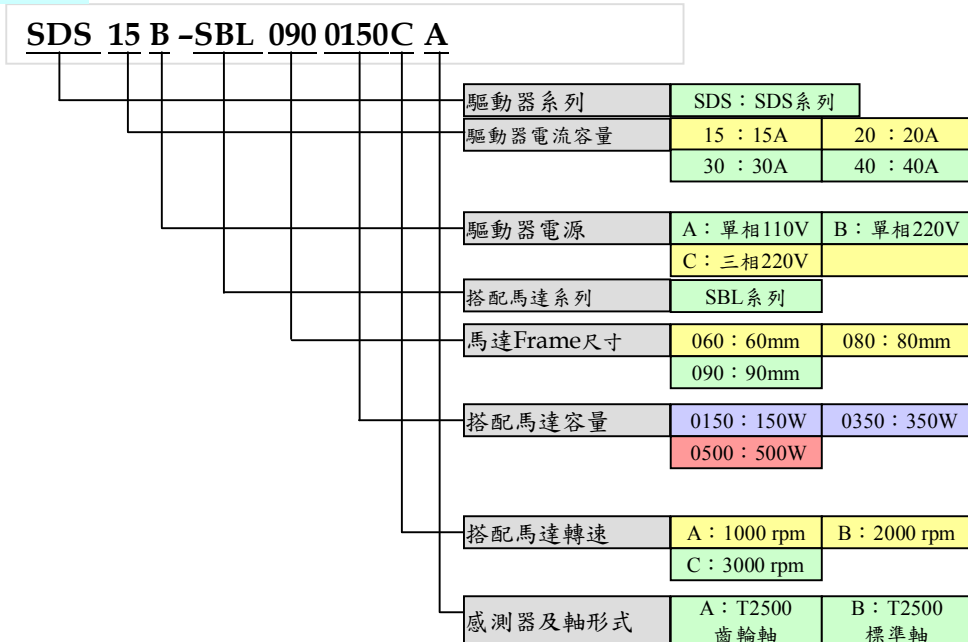 SDS 15 B –SBL 090 0150C A
驅動器系列 SDS：SDS系列
驅動器電流容量 15 ：15A 20 ：20A
30 ：30A 40 ：40A
驅動器電源 A：單相110V B：單相220V
C：三相220V
搭配馬達系列 SBL系列
馬達Frame尺寸 060：60mm 080：80mm
090：90mm
搭配馬達容量 0150：150W 0350：350W
0500：500W
搭配馬達轉速 A：1000 rpm B：2000 rpm
C：3000 rpm
感測器及軸形式 A：T2500 B：T2500
齒輪軸 標準軸